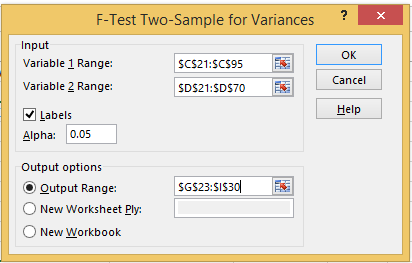 F-Test Two-Sample for Variances ? ×
Input
Variable 1 Range: $C$21:$C$95
Variable 2 Range: $D$21:$D$70
Labels
Alpha: 0.05
OK
Cancel
Help
Output options
Output Range: $G$23:$I$30
New Worksheet Ply:
New Workbook